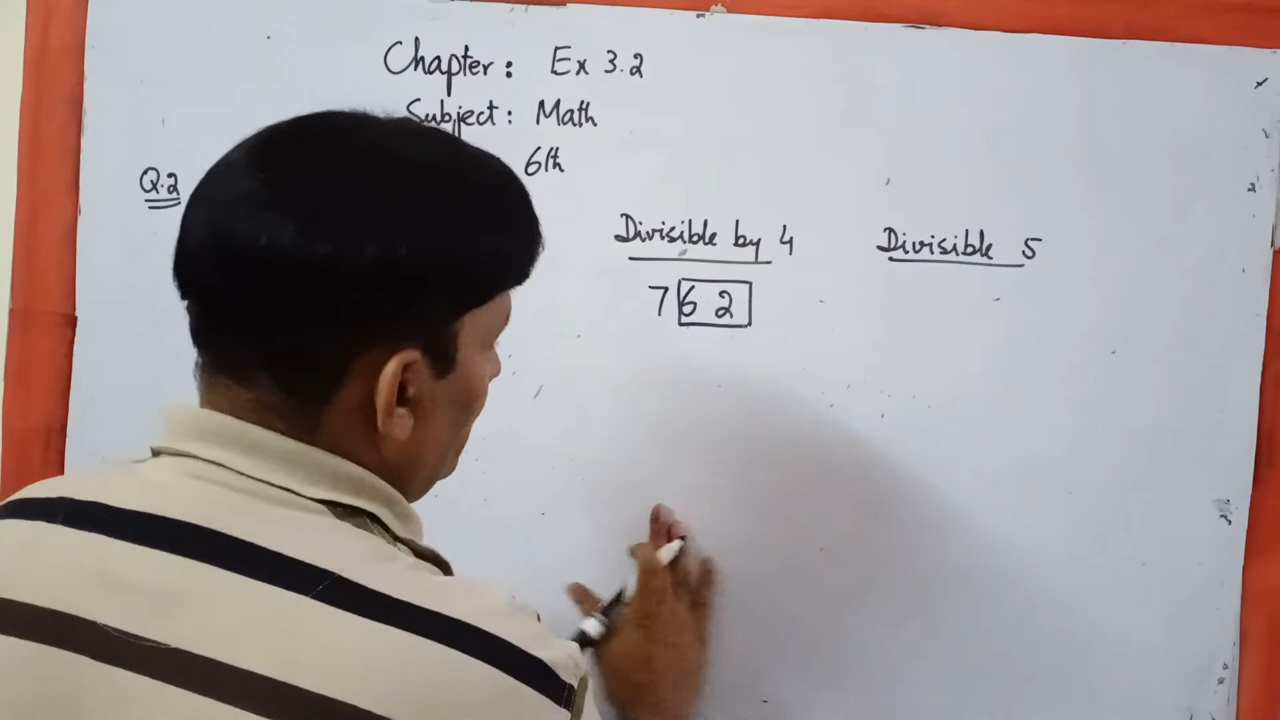 Chapter : Ex 3.2
Subject : Math
6th
Q.2
Divisible by 4
Divisible 5
7 6 2